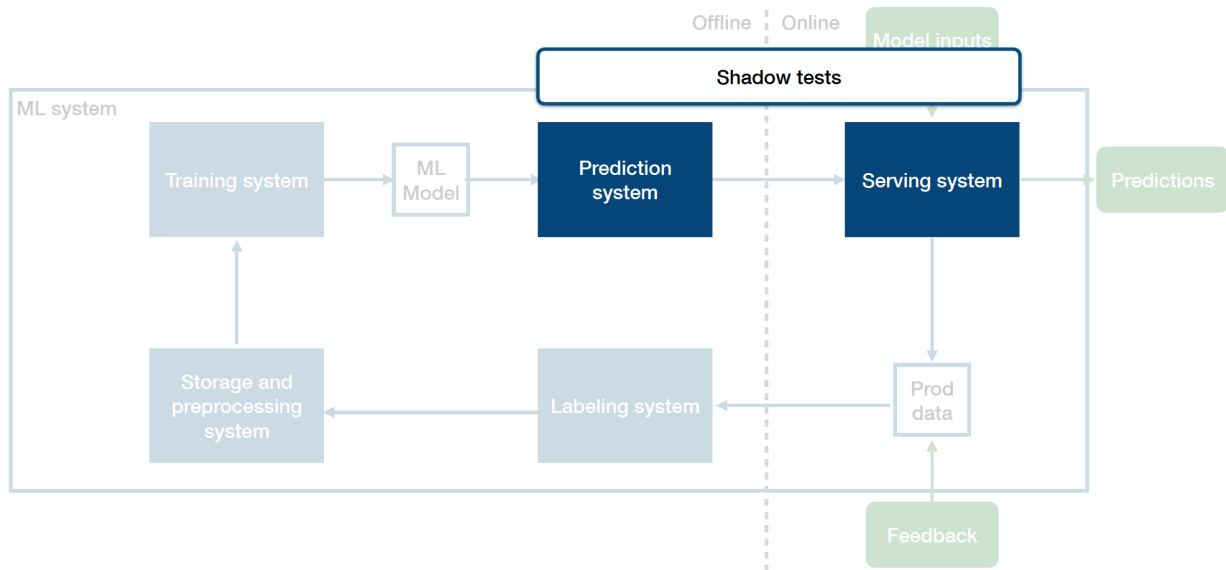 Offline
Online
Model inputs
Shadow tests
ML system
Training system
ML
Model
Prediction
system
Serving system
Predictions
Storage and
preprocessing
system
Labeling system
Prod
data
Feedback